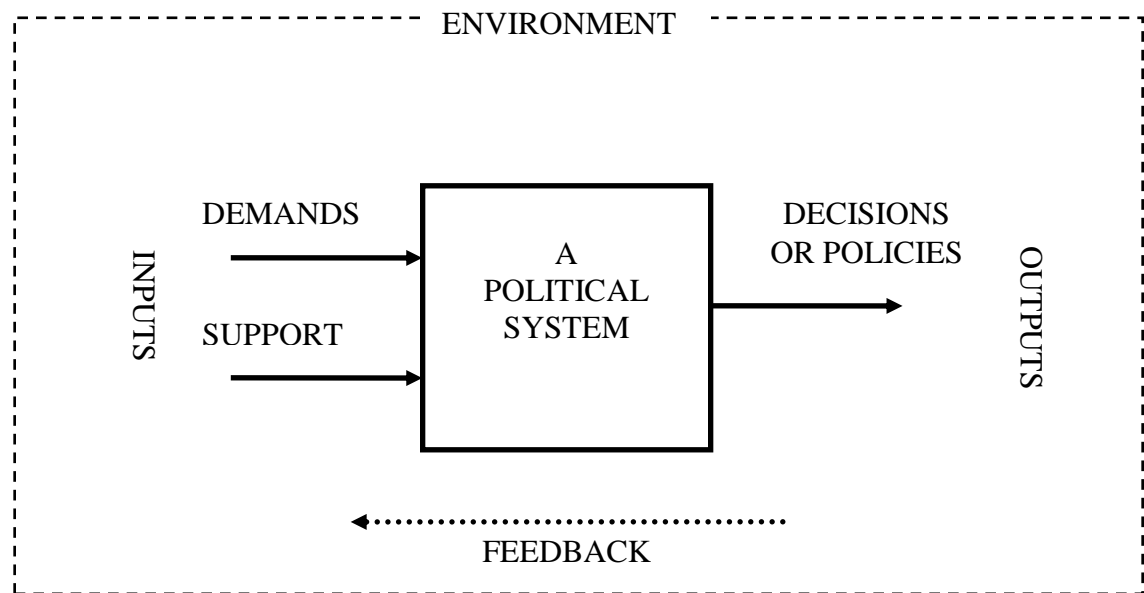 ENVIRONMENT
DEMANDS
DECISIONS
OR POLICIES
A
POLITICAL
SYSTEM
INPUTS
OUTPUTS
SUPPORT
FEEDBACK